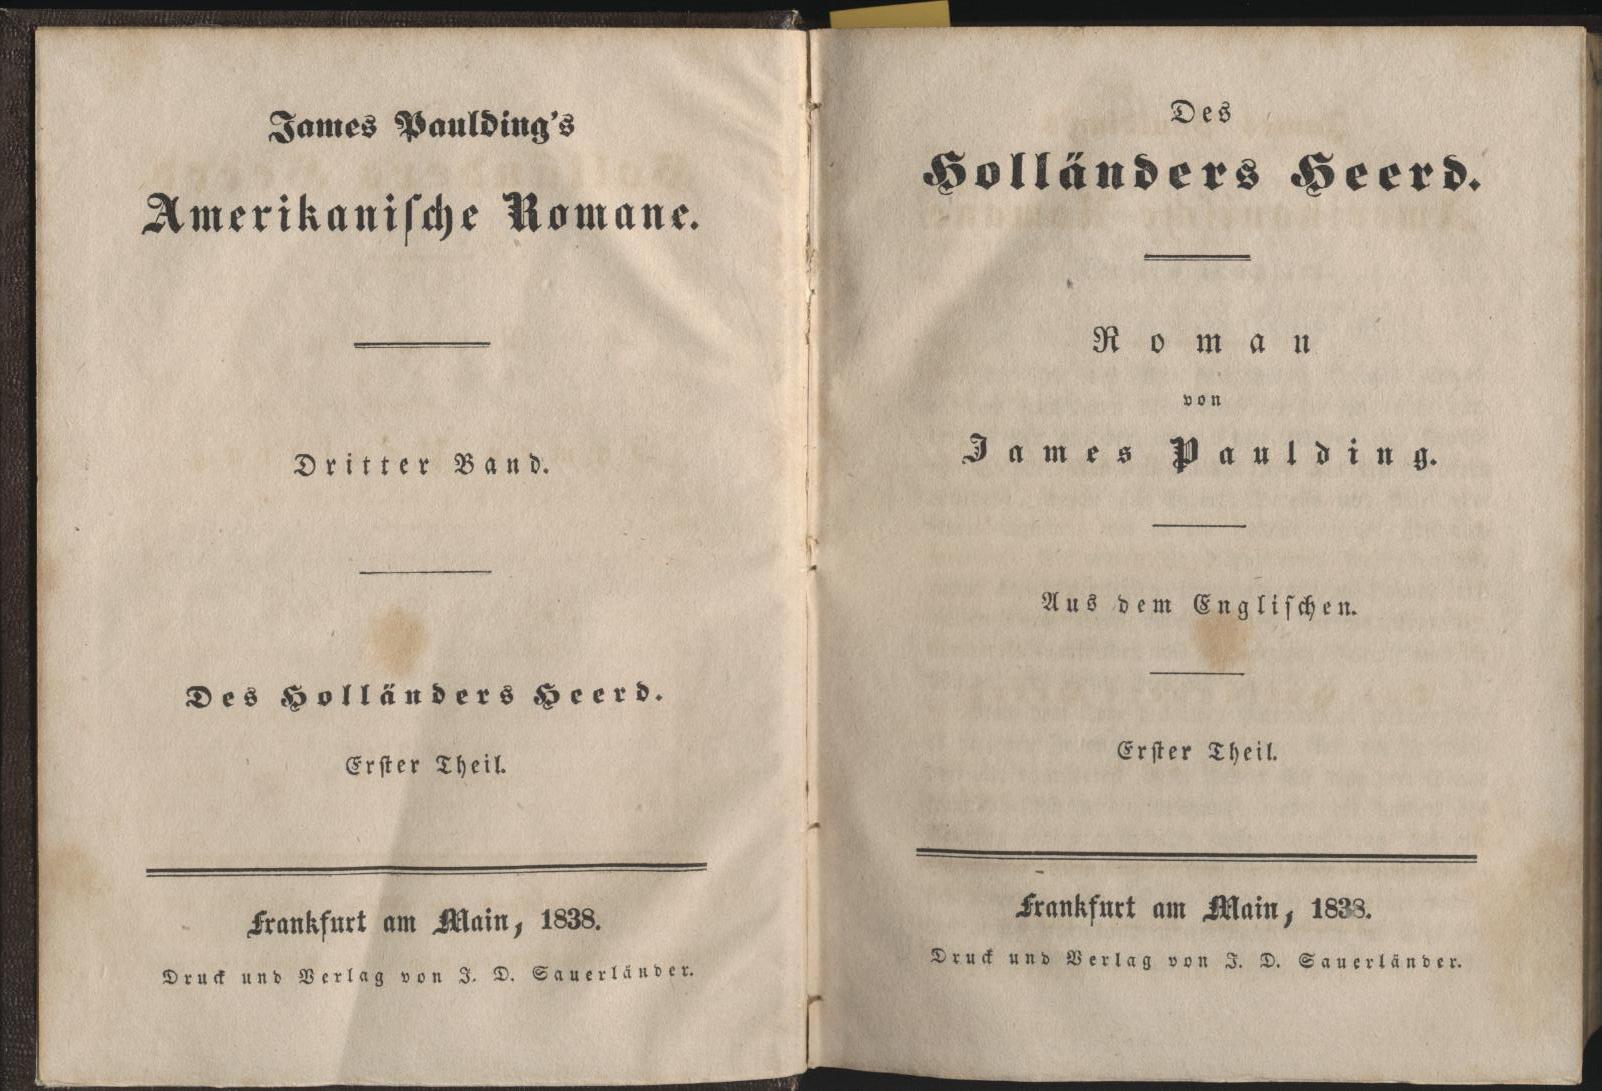 James Paulding's
Amerikanische Romane.
Dritter Band.
Des Holländers Heerd.
Erster Theil.
Frankfurt am Main, 1838.
Druck und Verlag von J. D. Sauerländer.
Des
Holländers Heerd.
Roman
von
James Paulding.
Aus dem Englischen.
Erster Theil.
Frankfurt am Main, 1838.
Druck und Verlag von J. D. Sauerländer.